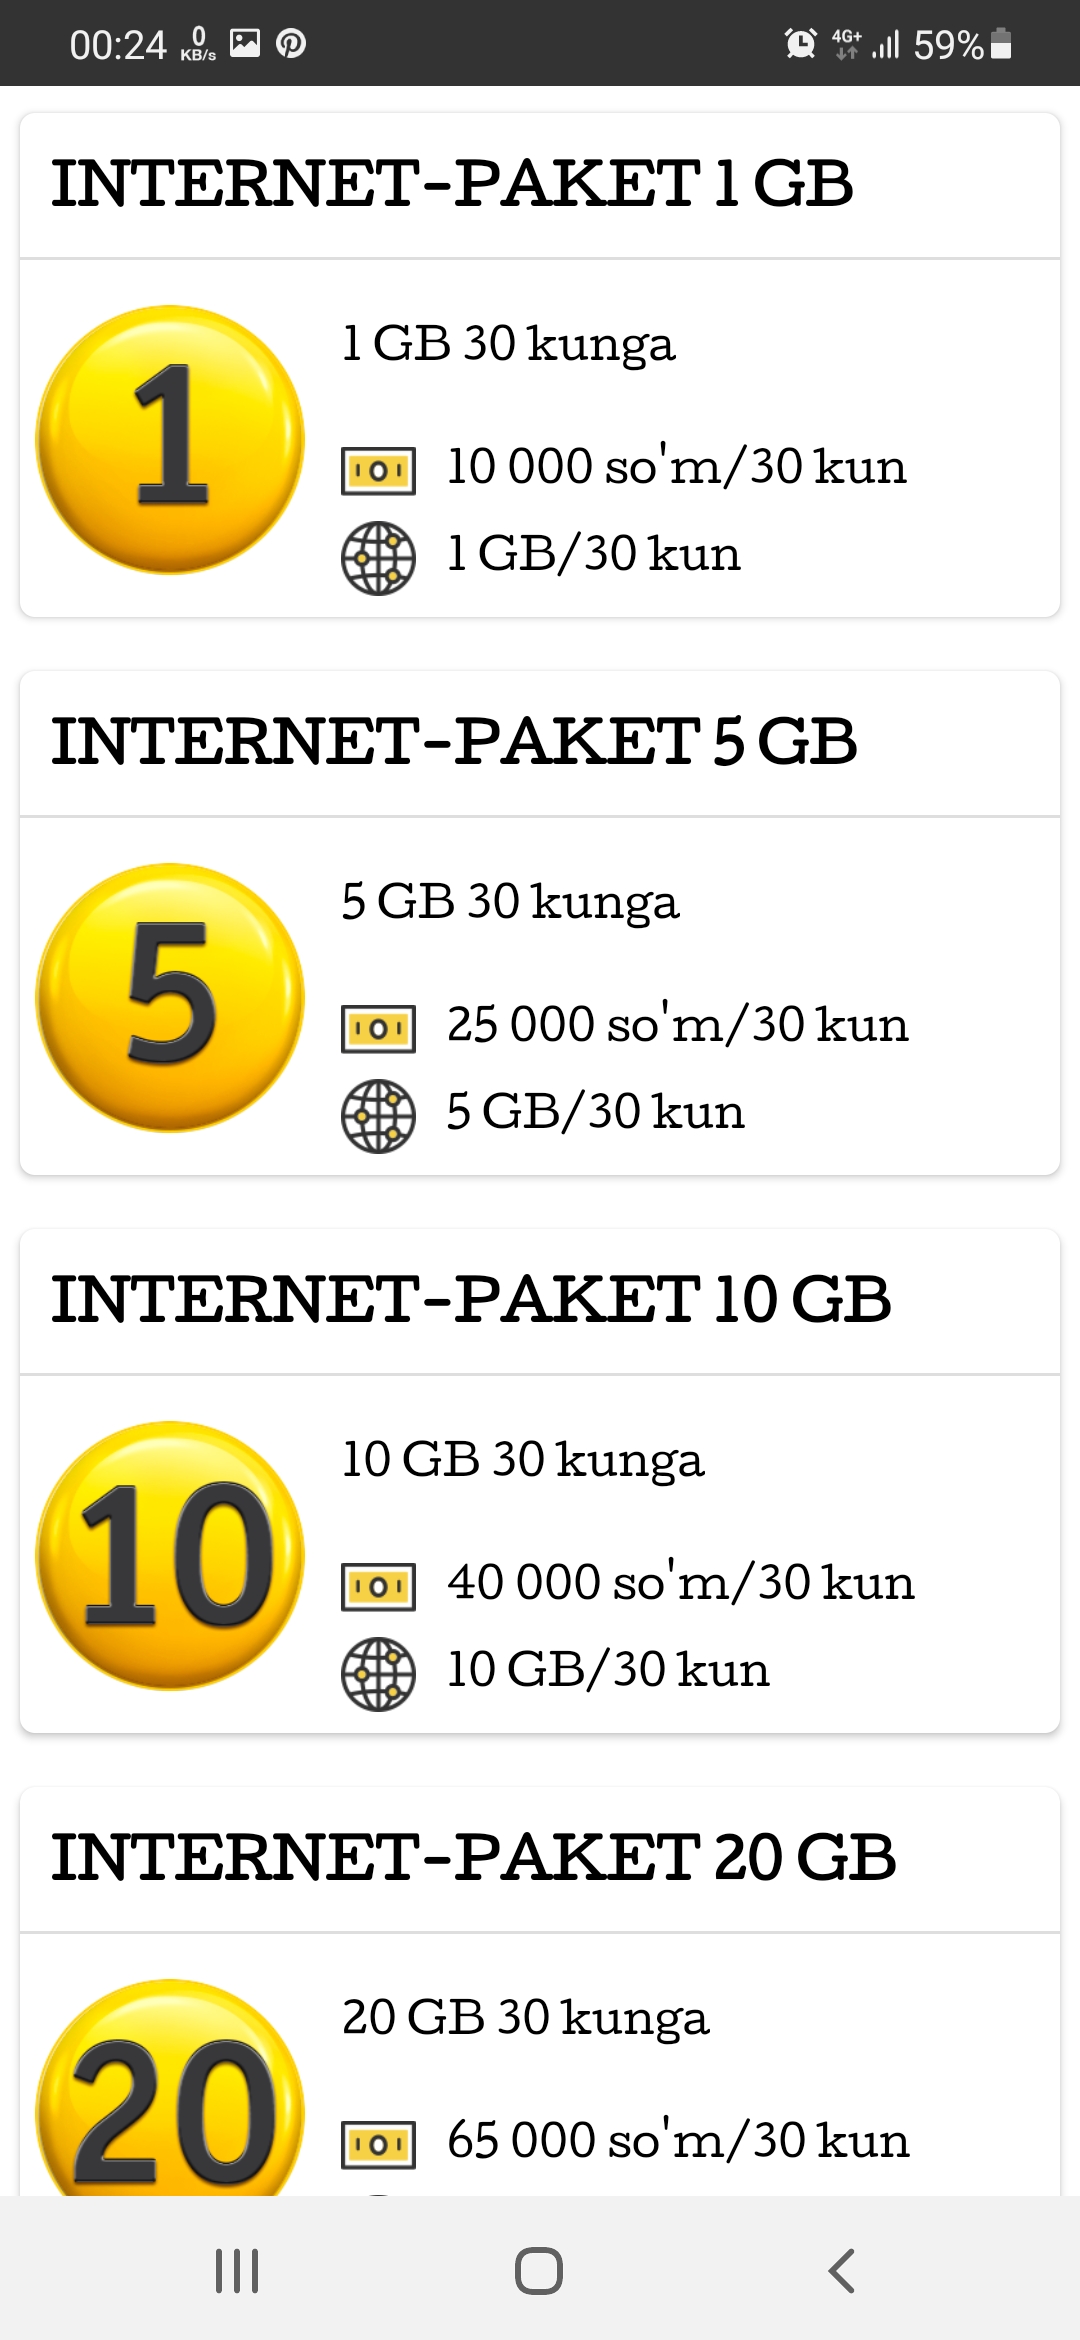 00:24 0 KB/s 4G+ 59%
INTERNET-PAKET 1 GB
1
1 GB 30 kunga
10 000 so'm/30 kun
1 GB/30 kun
INTERNET-PAKET 5 GB
5
5 GB 30 kunga
25 000 so'm/30 kun
5 GB/30 kun
INTERNET-PAKET 10 GB
10
10 GB 30 kunga
40 000 so'm/30 kun
10 GB/30 kun
INTERNET-PAKET 20 GB
20
20 GB 30 kunga
65 000 so'm/30 kun